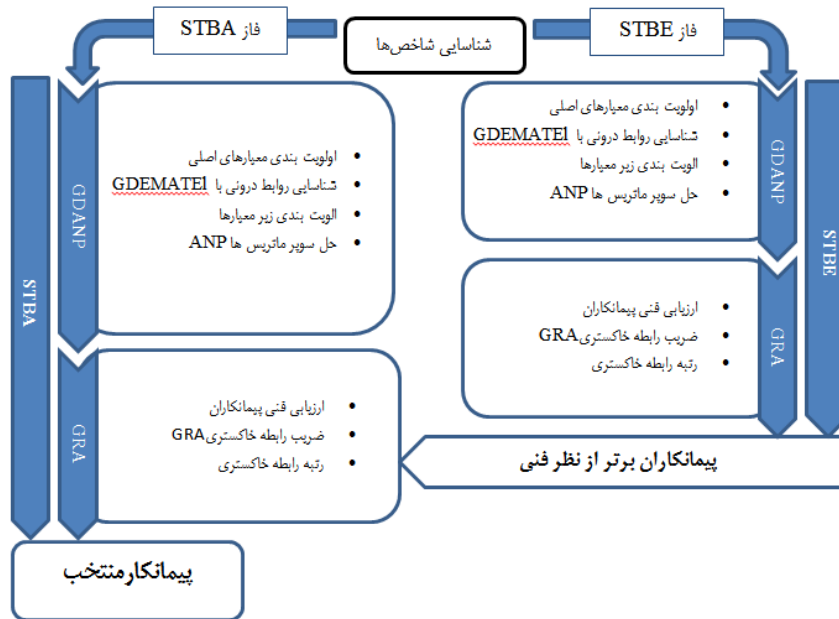 شناسایی شاخص‌ها
فاز STBE
اولویت بندی معیارهای اصلی
شناسایی روابط درونی با GDEMATEl
الویت بندی زیر معیارها
حل سوپر ماتریس ها ANP
GDANP
STBE
ارزیابی فنی پیمانکاران
ضریب رابطه خاکستریGRA
رتبه رابطه خاکستری
GRA
پیمانکاران برتر از نظر فنی
فاز STBA
اولویت بندی معیارهای اصلی
شناسایی روابط درونی با GDEMATEl
الویت بندی زیر معیارها
حل سوپر ماتریس ها ANP
GDANP
STBA
ارزیابی فنی پیمانکاران
ضریب رابطه خاکستریGRA
رتبه رابطه خاکستری
GRA
پیمانکارمنتخب